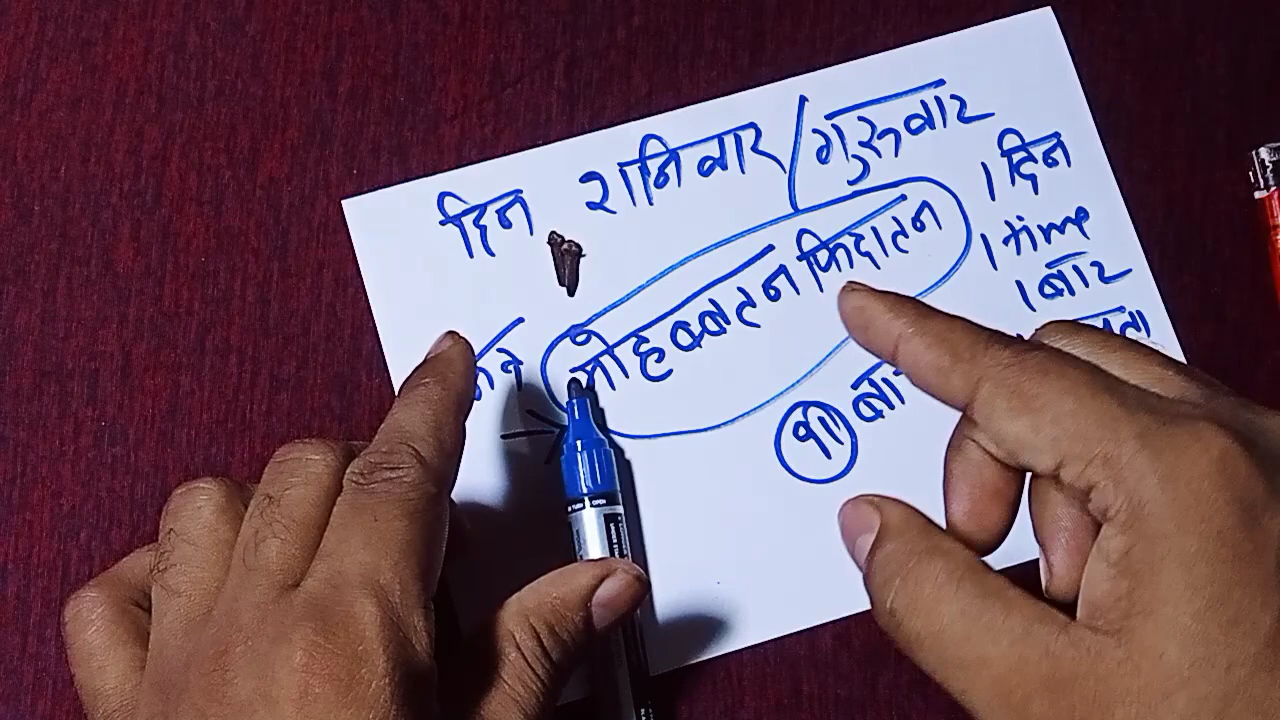 दिन शनिवार / गुरुवार
मोहब्बतन फिदातन
११ बार
1 दिन
1 time
1 बार